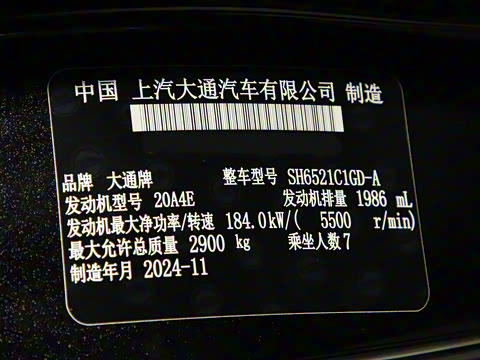 中国 上汽大通汽车有限公司 制造
品牌 大通牌 整车型号 SH6521C1GD-A
发动机型号 20A4E 发动机排量 1986 mL
发动机最大净功率/转速 184.0kW/( 5500 r/min)
最大允许总质量 2900 kg 乘坐人数 7
制造年月 2024-11